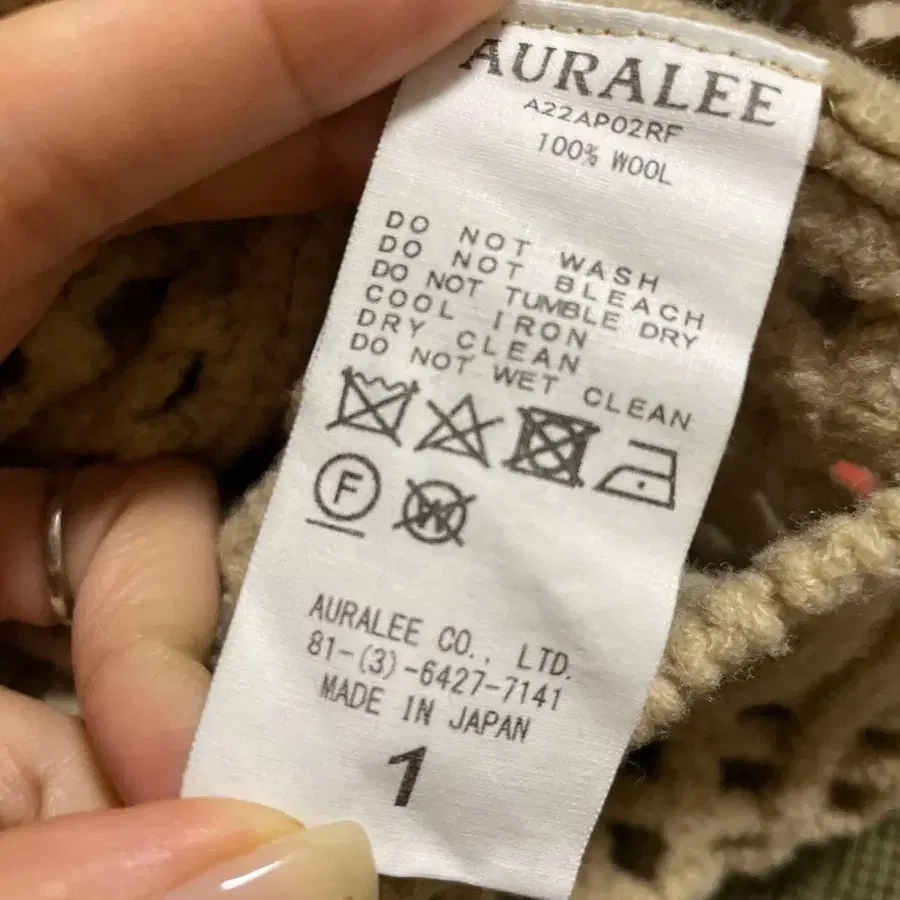 AURALEE
A22AP02RF
100% WOOL
DO NOT WASH
DO NOT BLEACH
DO NOT TUMBLE DRY
COOL IRON
DRY CLEAN
DO NOT WET CLEAN
F
W
AURALEE CO., LTD.
81-(3)-6427-7141
MADE IN JAPAN
1